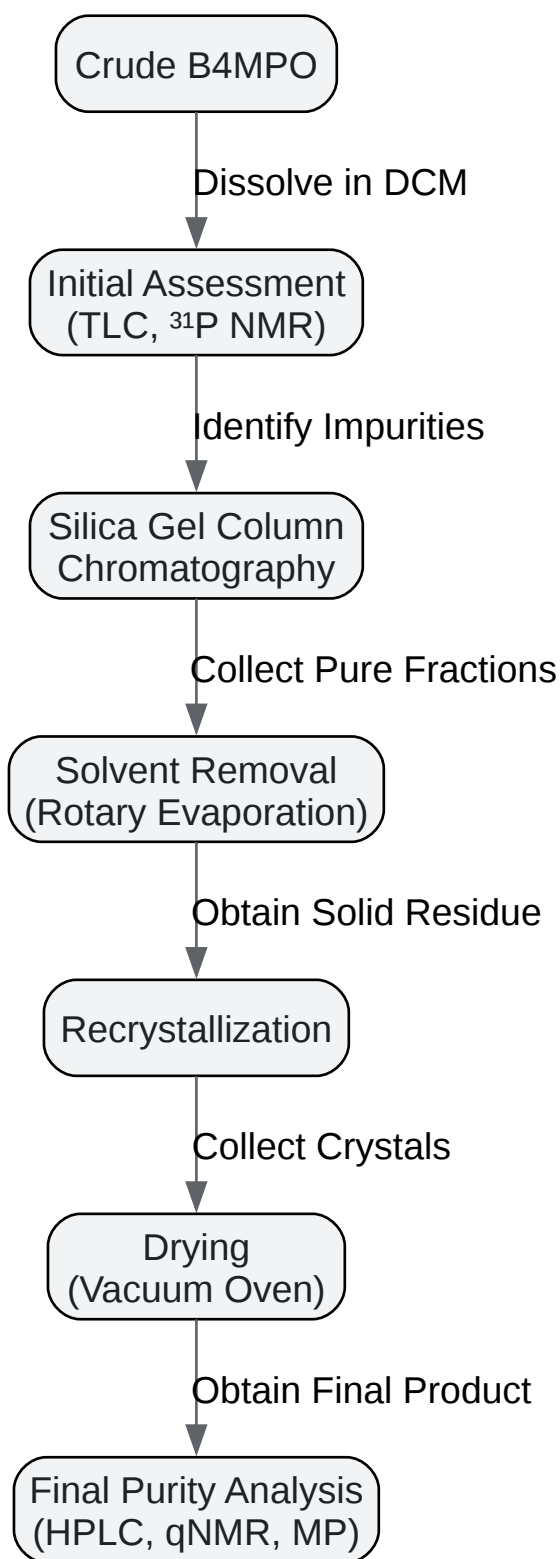 Crude B4MPO
Dissolve in DCM
Initial Assessment
(TLC, ³¹P NMR)
Identify Impurities
Silica Gel Column
Chromatography
Collect Pure Fractions
Solvent Removal
(Rotary Evaporation)
Obtain Solid Residue
Recrystallization
Collect Crystals
Drying
(Vacuum Oven)
Obtain Final Product
Final Purity Analysis
(HPLC, qNMR, MP)